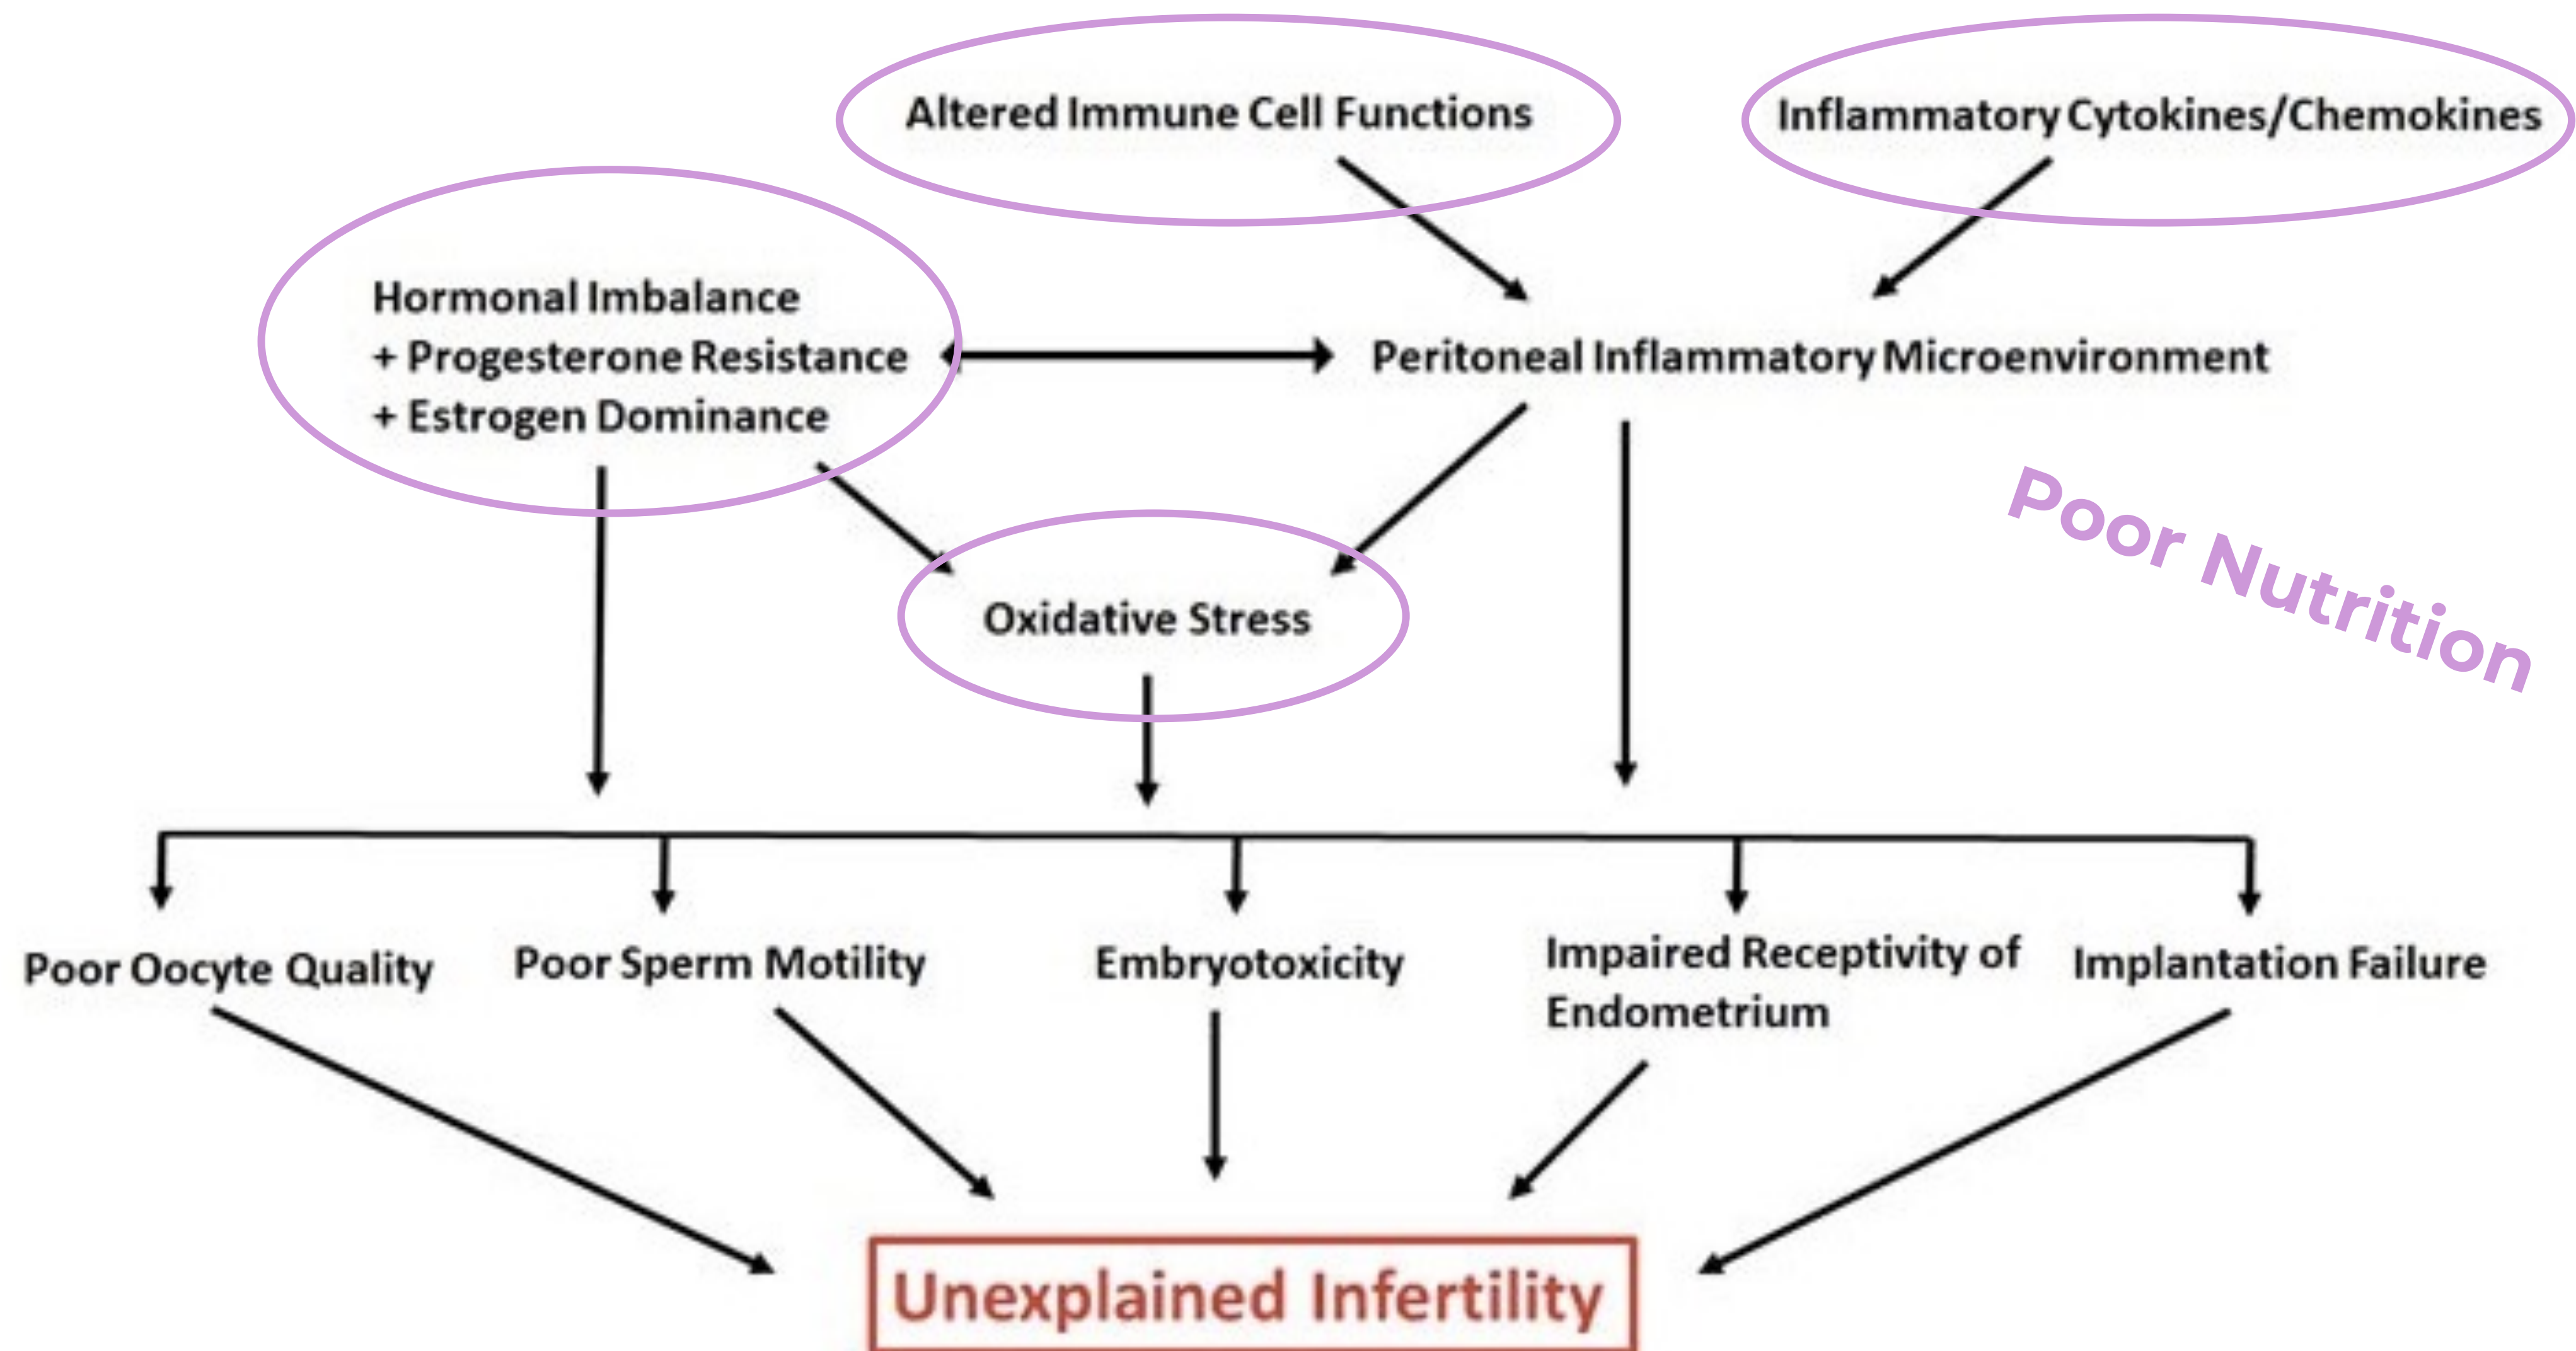 Altered Immune Cell Functions
Inflammatory Cytokines/Chemokines
Hormonal Imbalance
+ Progesterone Resistance
+ Estrogen Dominance
Peritoneal Inflammatory Microenvironment
Poor Nutrition
Oxidative Stress
Poor Oocyte Quality
Poor Sperm Motility
Embryotoxicity
Impaired Receptivity of
Endometrium
Implantation Failure
Unexplained Infertility